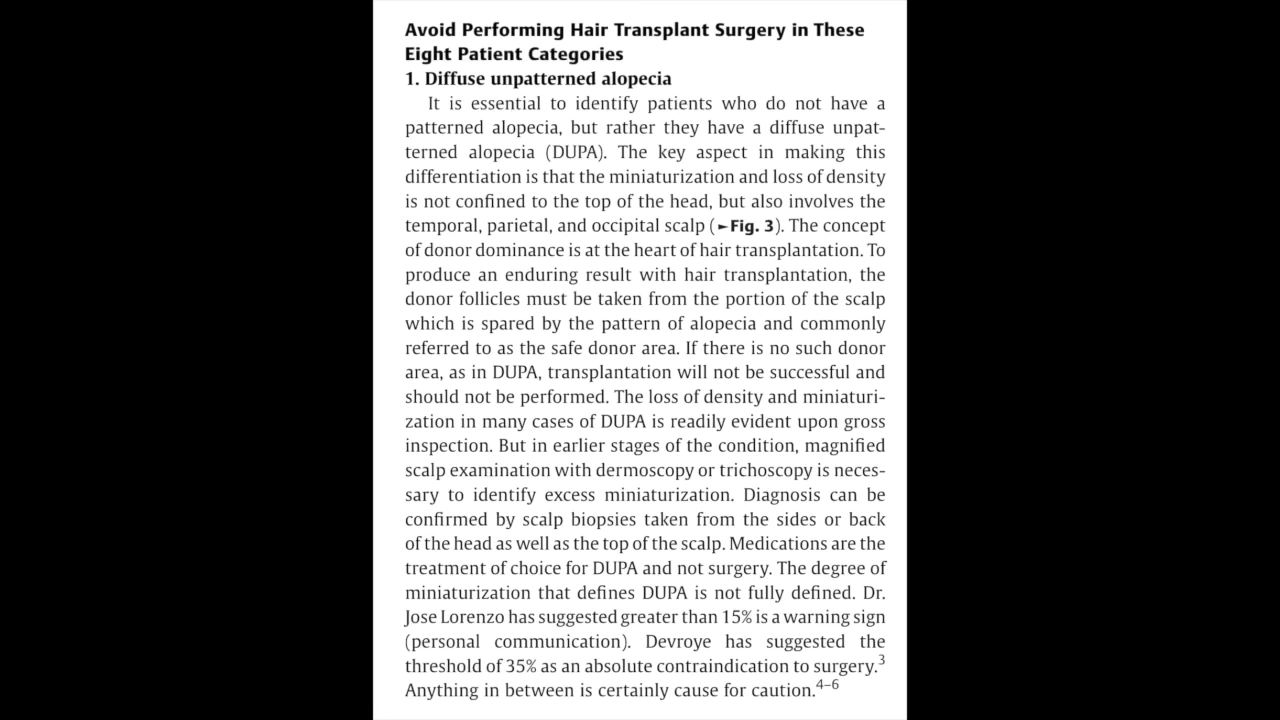 Avoid Performing Hair Transplant Surgery in These
Eight Patient Categories
1. Diffuse unpatterned alopecia
It is essential to identify patients who do not have a
patterned alopecia, but rather they have a diffuse unpat-
terned alopecia (DUPA). The key aspect in making this
differentiation is that the miniaturization and loss of density
is not confined to the top of the head, but also involves the
temporal, parietal, and occipital scalp (►Fig. 3). The concept
of donor dominance is at the heart of hair transplantation. To
produce an enduring result with hair transplantation, the
donor follicles must be taken from the portion of the scalp
which is spared by the pattern of alopecia and commonly
referred to as the safe donor area. If there is no such donor
area, as in DUPA, transplantation will not be successful and
should not be performed. The loss of density and miniaturi-
zation in many cases of DUPA is readily evident upon gross
inspection. But in earlier stages of the condition, magnified
scalp examination with dermoscopy or trichoscopy is neces-
sary to identify excess miniaturization. Diagnosis can be
confirmed by scalp biopsies taken from the sides or back
of the head as well as the top of the scalp. Medications are the
treatment of choice for DUPA and not surgery. The degree of
miniaturization that defines DUPA is not fully defined. Dr.
Jose Lorenzo has suggested greater than 15% is a warning sign
(personal communication). Devroye has suggested the
threshold of 35% as an absolute contraindication to surgery.3
Anything in between is certainly cause for caution.4–6